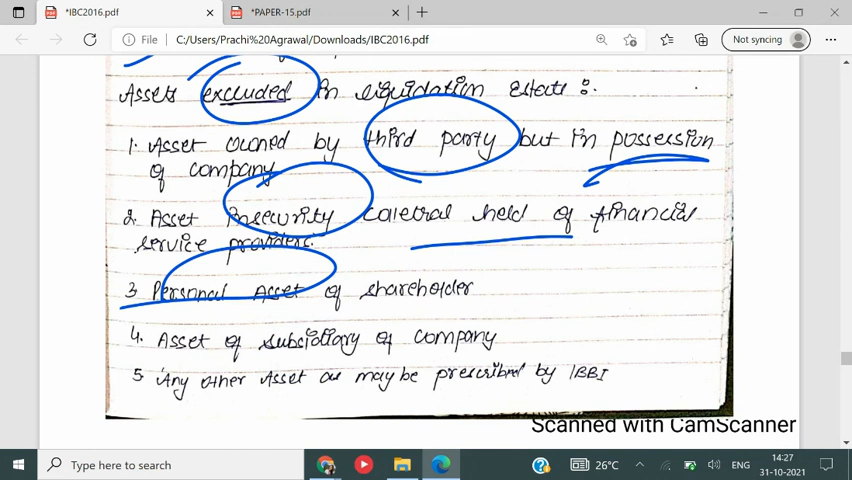 *IBC2016.pdf
*PAPER-15.pdf
File C:/Users/Prachi%20Agrawal/Downloads/IBC2016.pdf
Not syncing
Assets excluded in liquidation Estate :-
1. Asset owned by third party but in possession
of company
2. Asset insecurity colletral held of financial
service providers.
3. Personal Asset of shareholder
4. Asset of subsidiary of company
5. Any other Asset as may be prescribed by IBBI
Scanned with CamScanner
Type here to search
26°C
ENG
14:27
31-10-2021